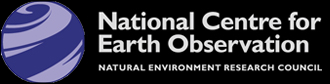 National Centre for
Earth Observation
NATURAL ENVIRONMENT RESEARCH COUNCIL